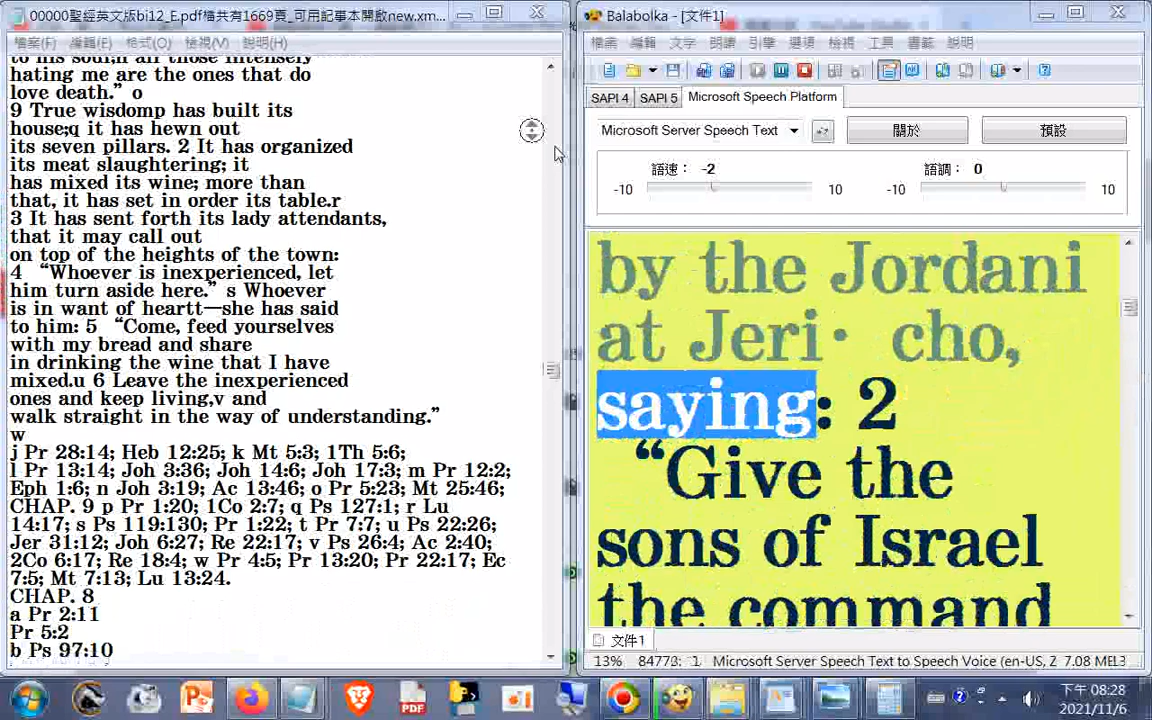 00000聖經英文版bi12_E.pdf檔共有1669頁_可用記事本開啟new.xm...
檔案(F) 編輯(E) 格式(O) 檢視(V) 說明(H)
hating me are the ones that do
love death.” o
9 True wisdomp has built its
house;q it has hewn out
its seven pillars. 2 It has organized
its meat slaughtering; it
has mixed its wine; more than
that, it has set in order its table.r
3 It has sent forth its lady attendants,
that it may call out
on top of the heights of the town:
4 “Whoever is inexperienced, let
him turn aside here.” s Whoever
is in want of heartt—she has said
to him: 5 “Come, feed yourselves
with my bread and share
in drinking the wine that I have
mixed.u 6 Leave the inexperienced
ones and keep living,v and
walk straight in the way of understanding.”
w
j Pr 28:14; Heb 12:25; k Mt 5:3; 1Th 5:6;
l Pr 13:14; Joh 3:36; Joh 14:6; Joh 17:3; m Pr 12:2;
Eph 1:6; n Joh 3:19; Ac 13:46; o Pr 5:23; Mt 25:46;
CHAP. 9 p Pr 1:20; 1Co 2:7; q Ps 127:1; r Lu
14:17; s Ps 119:130; Pr 1:22; t Pr 7:7; u Ps 22:26;
Jer 31:12; Joh 6:27; Re 22:17; v Ps 26:4; Ac 2:40;
2Co 6:17; Re 18:4; w Pr 4:5; Pr 13:20; Pr 22:17; Ec
7:5; Mt 7:13; Lu 13:24.
CHAP. 8
a Pr 2:11
Pr 5:2
b Ps 97:10
Balabolka - [文件1]
檔案 編輯 文字 朗讀 引擎 選項 檢視 工具 書籤 說明
SAPI 4 SAPI 5 Microsoft Speech Platform
Microsoft Server Speech Text 關於 預設
語速： -2 語調： 0
-10 10 -10 10
by the Jordani
at Jeri· cho,
saying: 2
“Give the
sons of Israel
the command
文件1
13% Microsoft Server Speech Text to Speech Voice (en-US, Z 7.08 MB
下午 08:28
2021/11/6